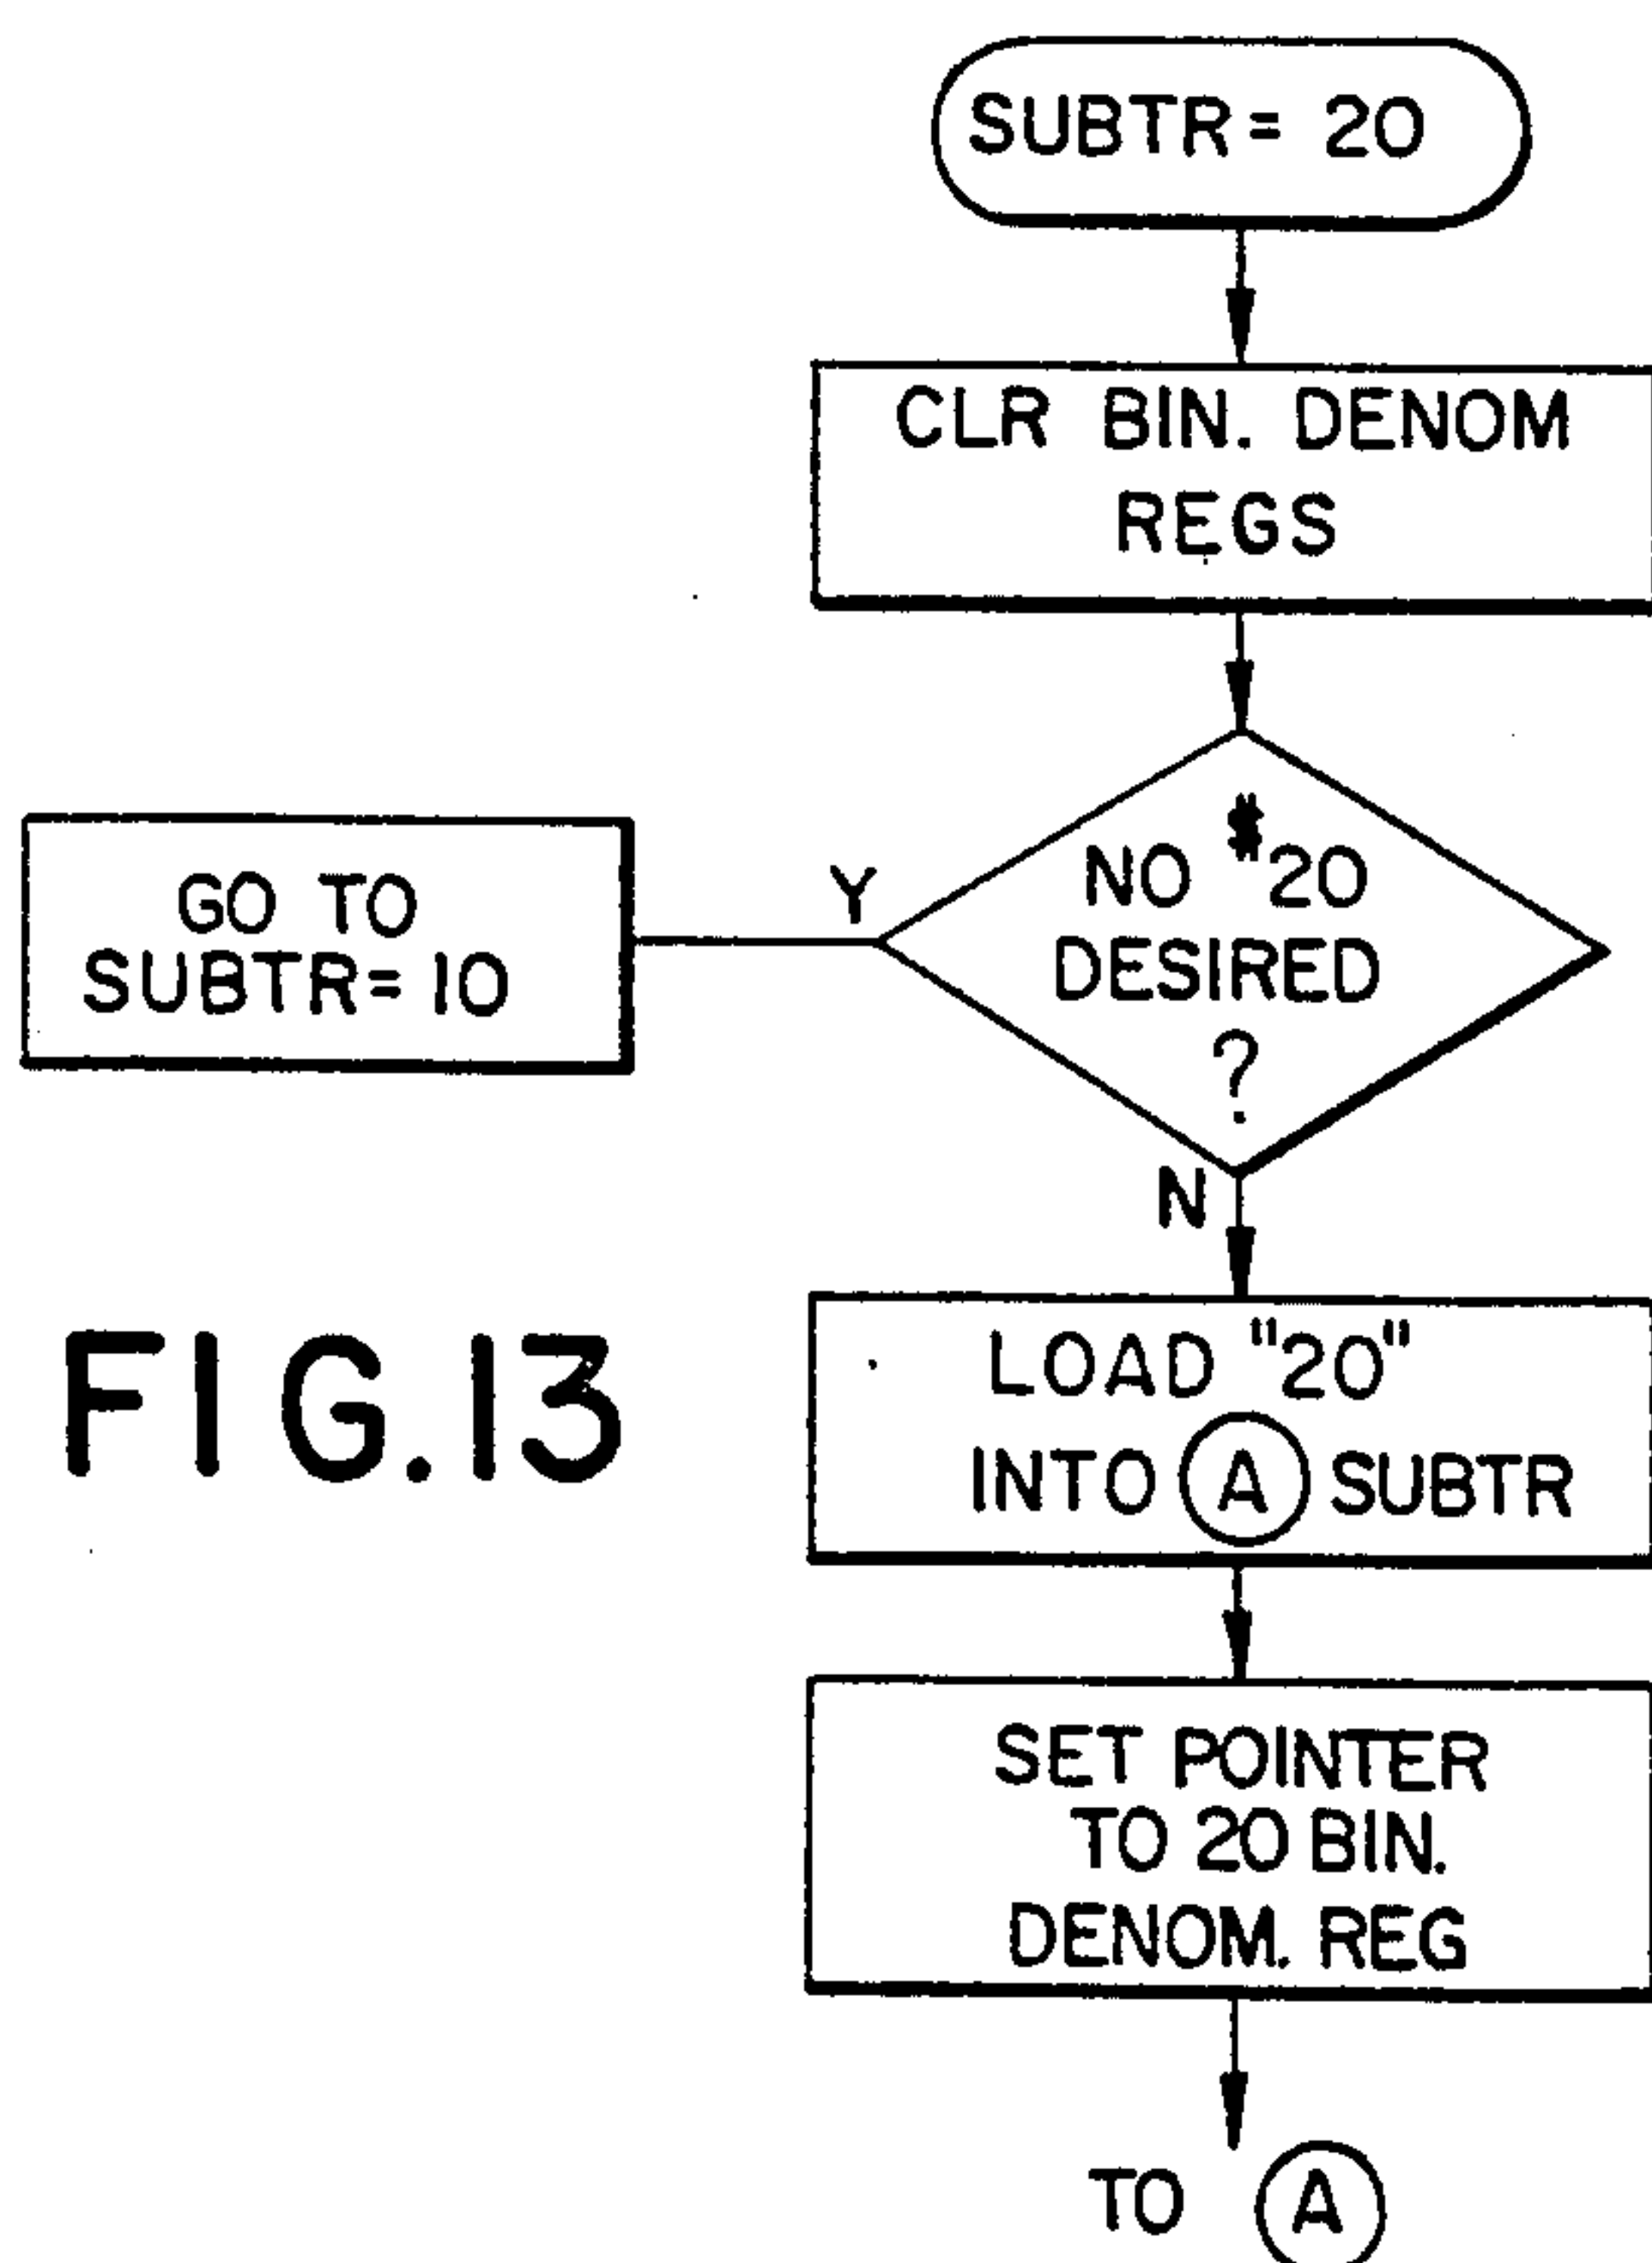 SUBTR= 20
CLR BIN. DENOM
REGS
NO $20
DESIRED
?
Y
GO TO
SUBTR=10
N
LOAD "20"
INTO A SUBTR
SET POINTER
TO 20 BIN.
DENOM. REG
TO A
FIG.13